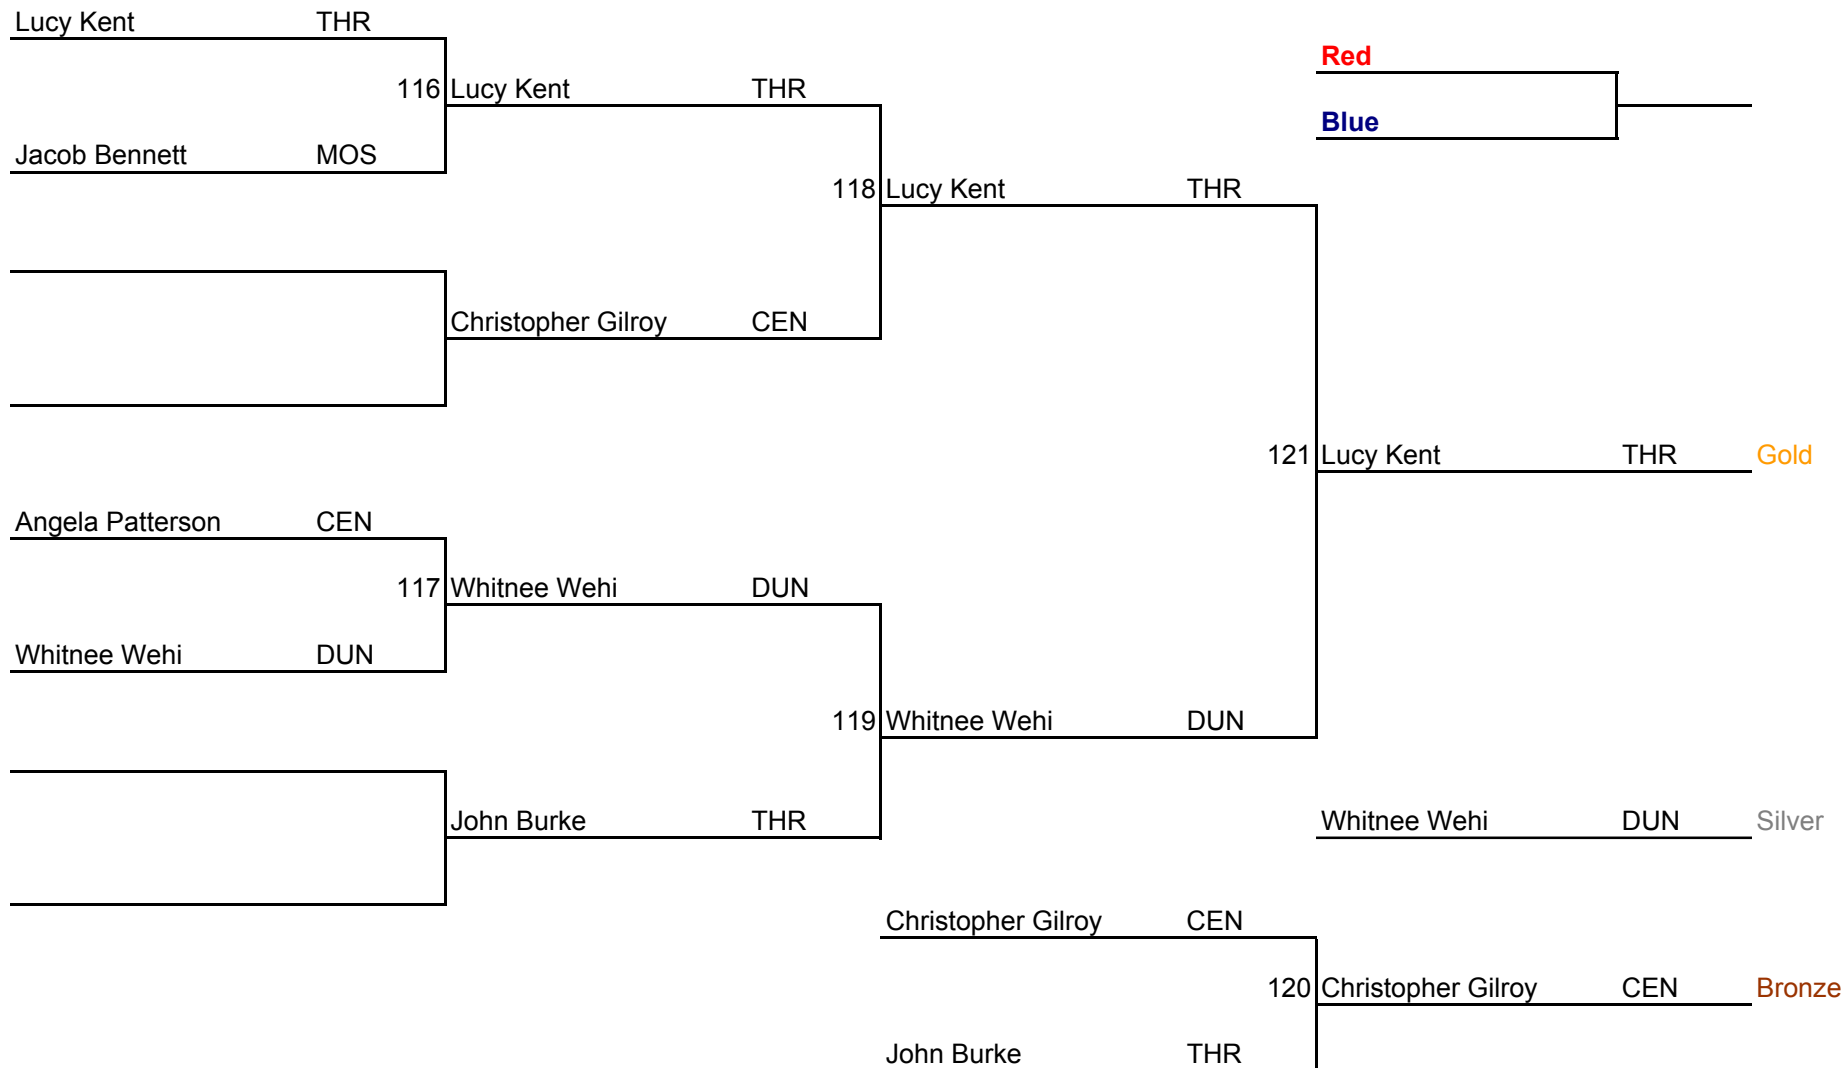 Lucy Kent THR
Red
116 Lucy Kent THR
Blue
Jacob Bennett MOS
118 Lucy Kent THR
Christopher Gilroy CEN
121 Lucy Kent THR Gold
Angela Patterson CEN
117 Whitnee Wehi DUN
Whitnee Wehi DUN
119 Whitnee Wehi DUN
John Burke THR
Whitnee Wehi DUN Silver
Christopher Gilroy CEN
120 Christopher Gilroy CEN Bronze
John Burke THR